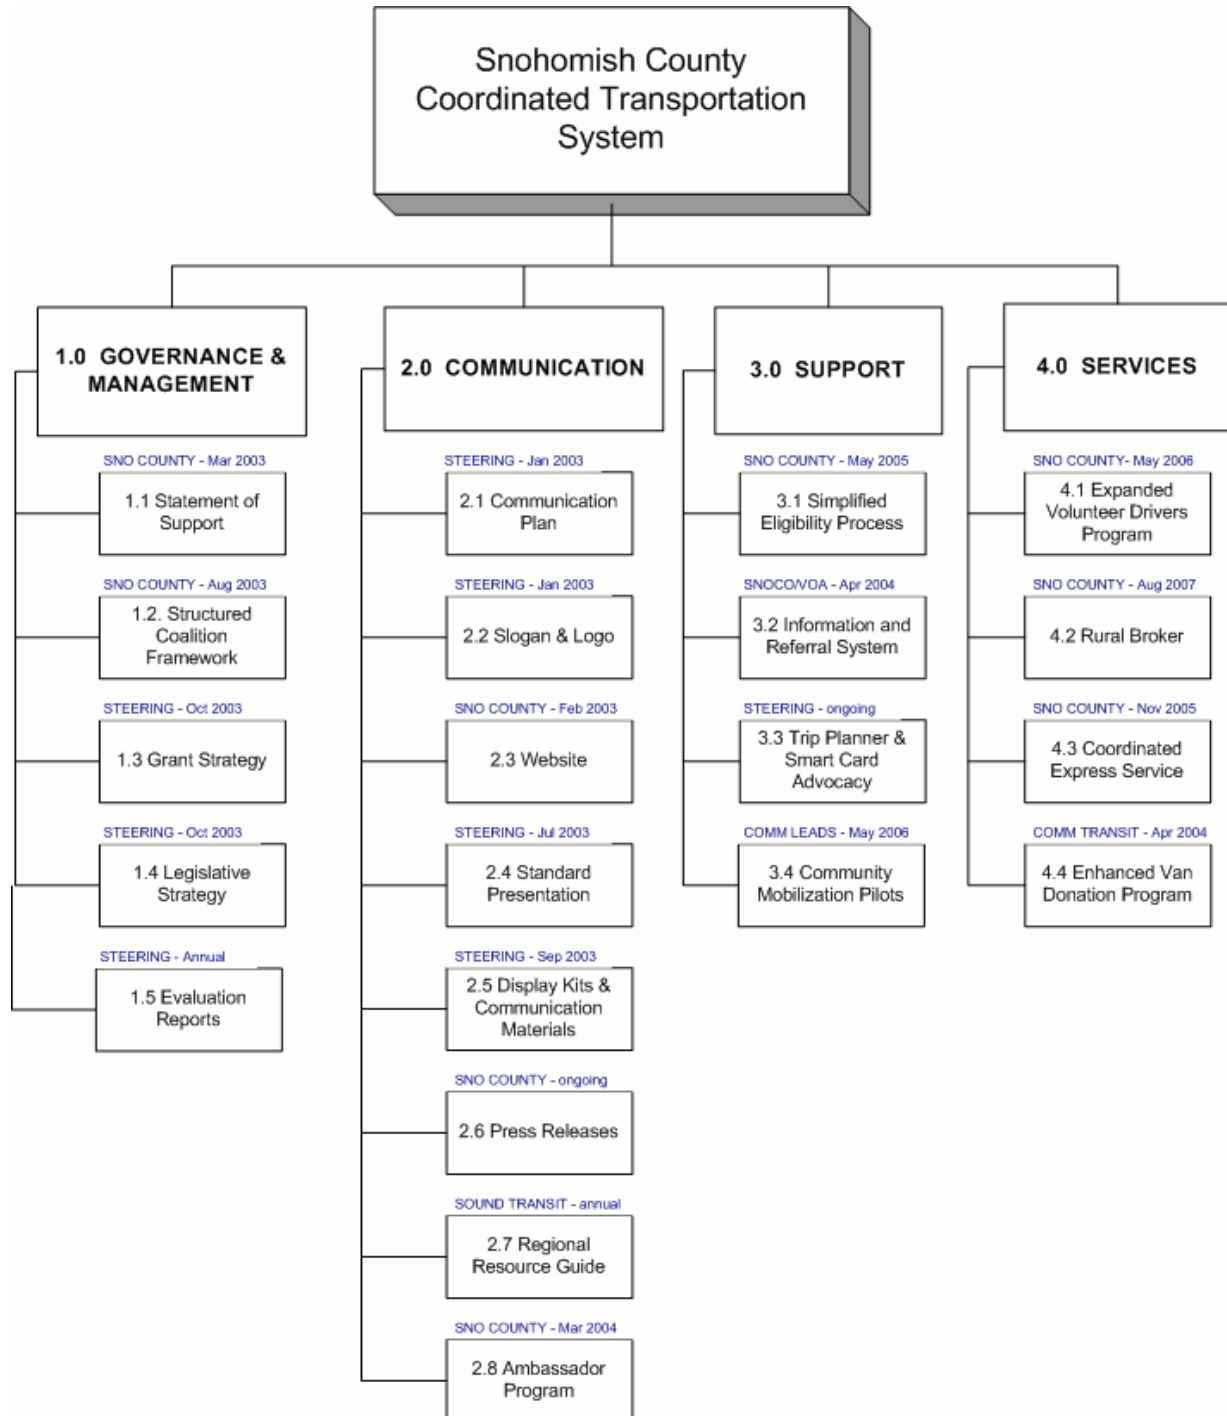 Snohomish County
Coordinated Transportation
System
1.0 GOVERNANCE &
MANAGEMENT
SNO COUNTY - Mar 2003
1.1 Statement of
Support
SNO COUNTY - Aug 2003
1.2. Structured
Coalition
Framework
STEERING - Oct 2003
1.3 Grant Strategy
STEERING - Oct 2003
1.4 Legislative
Strategy
STEERING - Annual
1.5 Evaluation
Reports
2.0 COMMUNICATION
STEERING - Jan 2003
2.1 Communication
Plan
STEERING - Jan 2003
2.2 Slogan & Logo
SNO COUNTY - Feb 2003
2.3 Website
STEERING - Jul 2003
2.4 Standard
Presentation
STEERING - Sep 2003
2.5 Display Kits &
Communication
Materials
SNO COUNTY - ongoing
2.6 Press Releases
SOUND TRANSIT - annual
2.7 Regional
Resource Guide
SNO COUNTY - Mar 2004
2.8 Ambassador
Program
3.0 SUPPORT
SNO COUNTY - May 2005
3.1 Simplified
Eligibility Process
SNOCO/VOA - Apr 2004
3.2 Information and
Referral System
STEERING - ongoing
3.3 Trip Planner &
Smart Card
Advocacy
COMM LEADS - May 2006
3.4 Community
Mobilization Pilots
4.0 SERVICES
SNO COUNTY- May 2006
4.1 Expanded
Volunteer Drivers
Program
SNO COUNTY - Aug 2007
4.2 Rural Broker
SNO COUNTY - Nov 2005
4.3 Coordinated
Express Service
COMM TRANSIT - Apr 2004
4.4 Enhanced Van
Donation Program